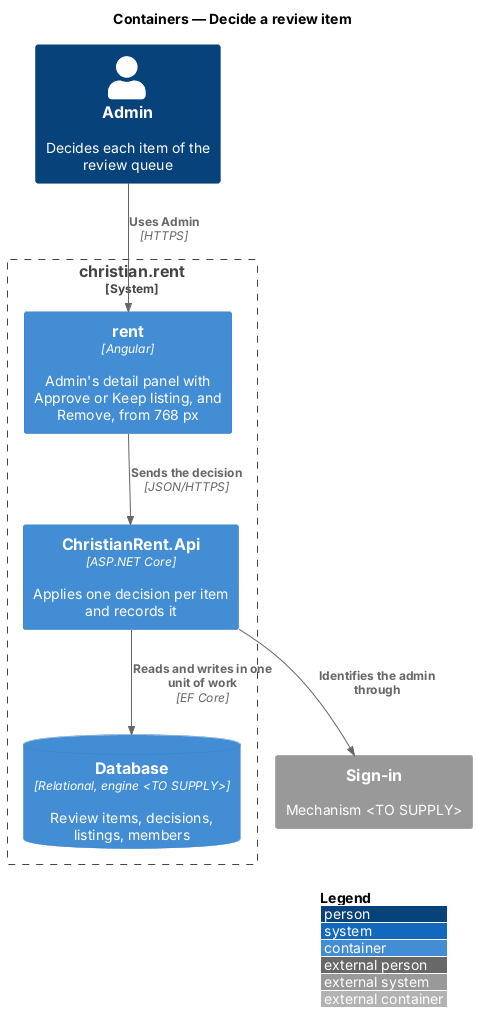 Containers — Decide a review item
Admin
Decides each item of the
review queue
Uses Admin
[HTTPS]
christian.rent
[System]
rent
[Angular]
Admin's detail panel with
Approve or Keep listing, and
Remove, from 768 px
Sends the decision
[JSON/HTTPS]
ChristianRent.Api
[ASP.NET Core]
Applies one decision per item
and records it
Reads and writes in one
unit of work
[EF Core]
Identifies the admin
through
Database
[Relational, engine <TO SUPPLY>]
Review items, decisions,
listings, members
Sign-in
Mechanism <TO SUPPLY>
Legend
person
system
container
external person
external system
external container